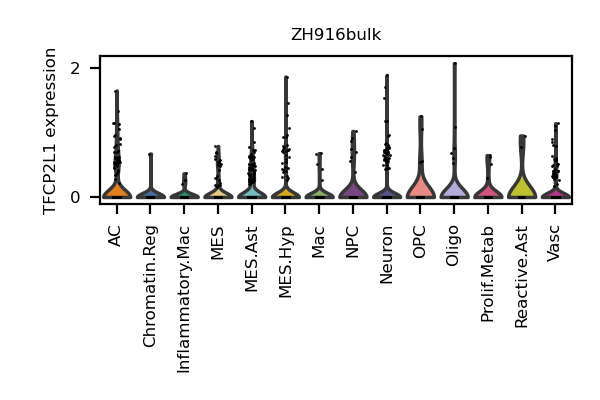 ZH916bulk
TFCP2L1 expression
2
0
AC
Chromatin.Reg
Inflammatory.Mac
MES
MES.Ast
MES.Hyp
Mac
NPC
Neuron
OPC
Oligo
Prolif.Metab
Reactive.Ast
Vasc